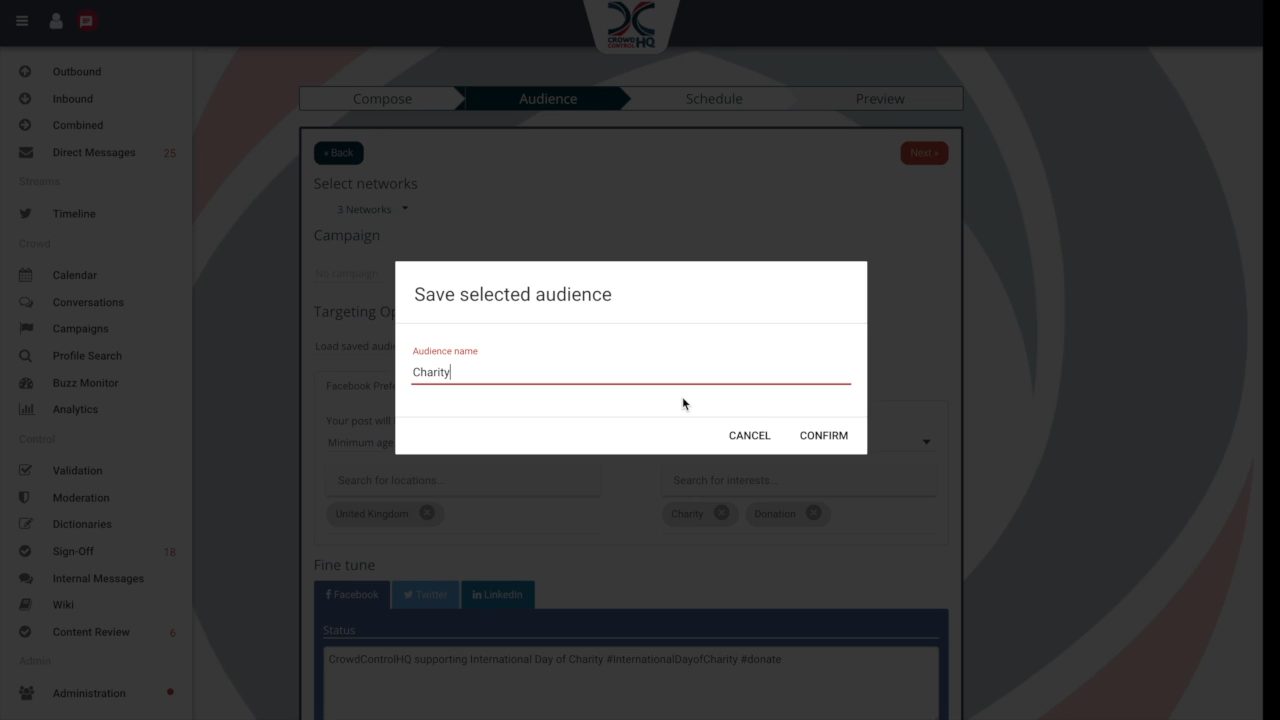 CROWD
CONTROL HQ
Outbound
Inbound
Combined
Direct Messages 25
Streams
Timeline
Crowd
Calendar
Conversations
Campaigns
Profile Search
Buzz Monitor
Analytics
Control
Validation
Moderation
Dictionaries
Sign-Off 18
Internal Messages
Wiki
Content Review 6
Admin
Administration
Compose Audience Schedule Preview
« Back Next »
Select networks
3 Networks
Campaign
No campaign
Targeting Op
Load saved audi
Facebook Prefe
Your post will
Minimum age
Save selected audience
Audience name
Charity
CANCEL CONFIRM
Search for locations... Search for interests...
United Kingdom Charity Donation
Fine tune
Facebook Twitter LinkedIn
Status
CrowdControlHQ supporting International Day of Charity #InternationalDayofCharity #donate